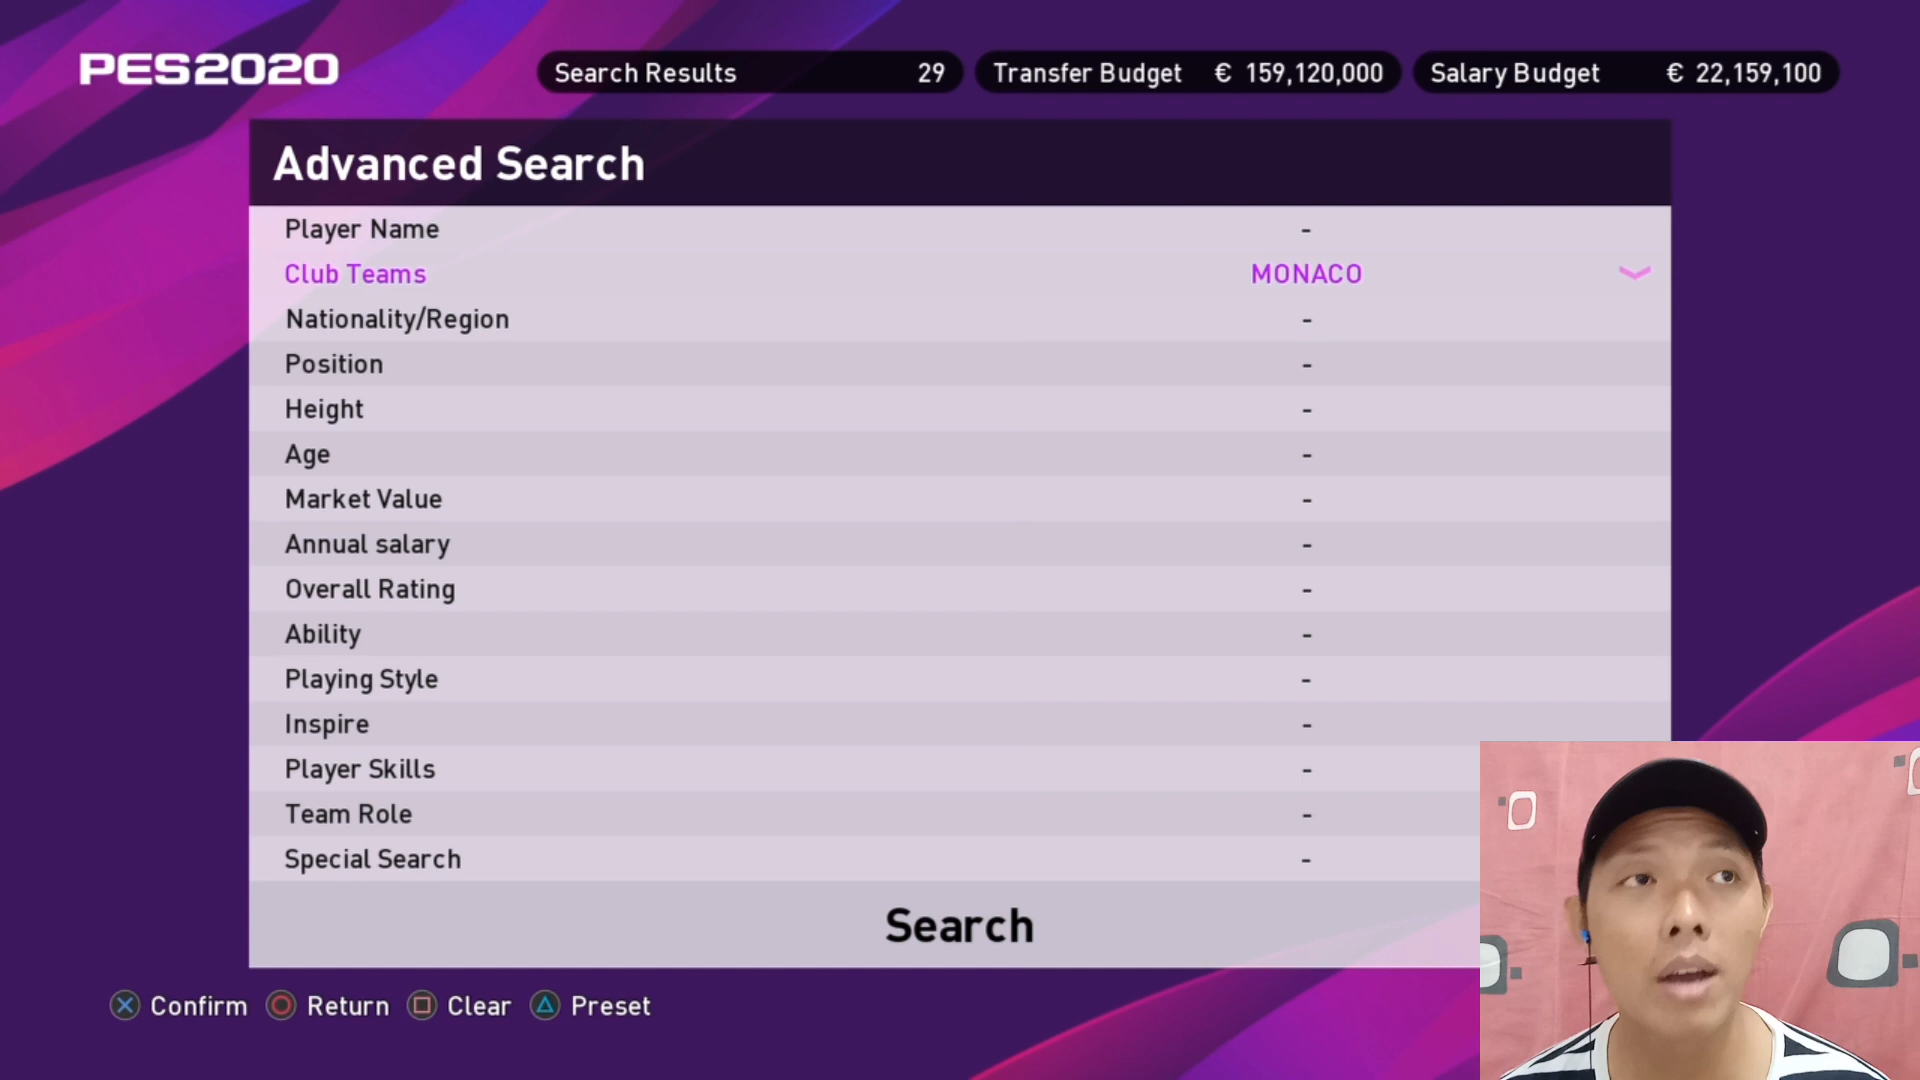 PES2020
Search Results 29
Transfer Budget € 159,120,000
Salary Budget € 22,159,100
Advanced Search
Player Name -
Club Teams MONACO
Nationality/Region -
Position -
Height -
Age -
Market Value -
Annual salary -
Overall Rating -
Ability -
Playing Style -
Inspire -
Player Skills -
Team Role -
Special Search -
Search
Confirm Return Clear Preset